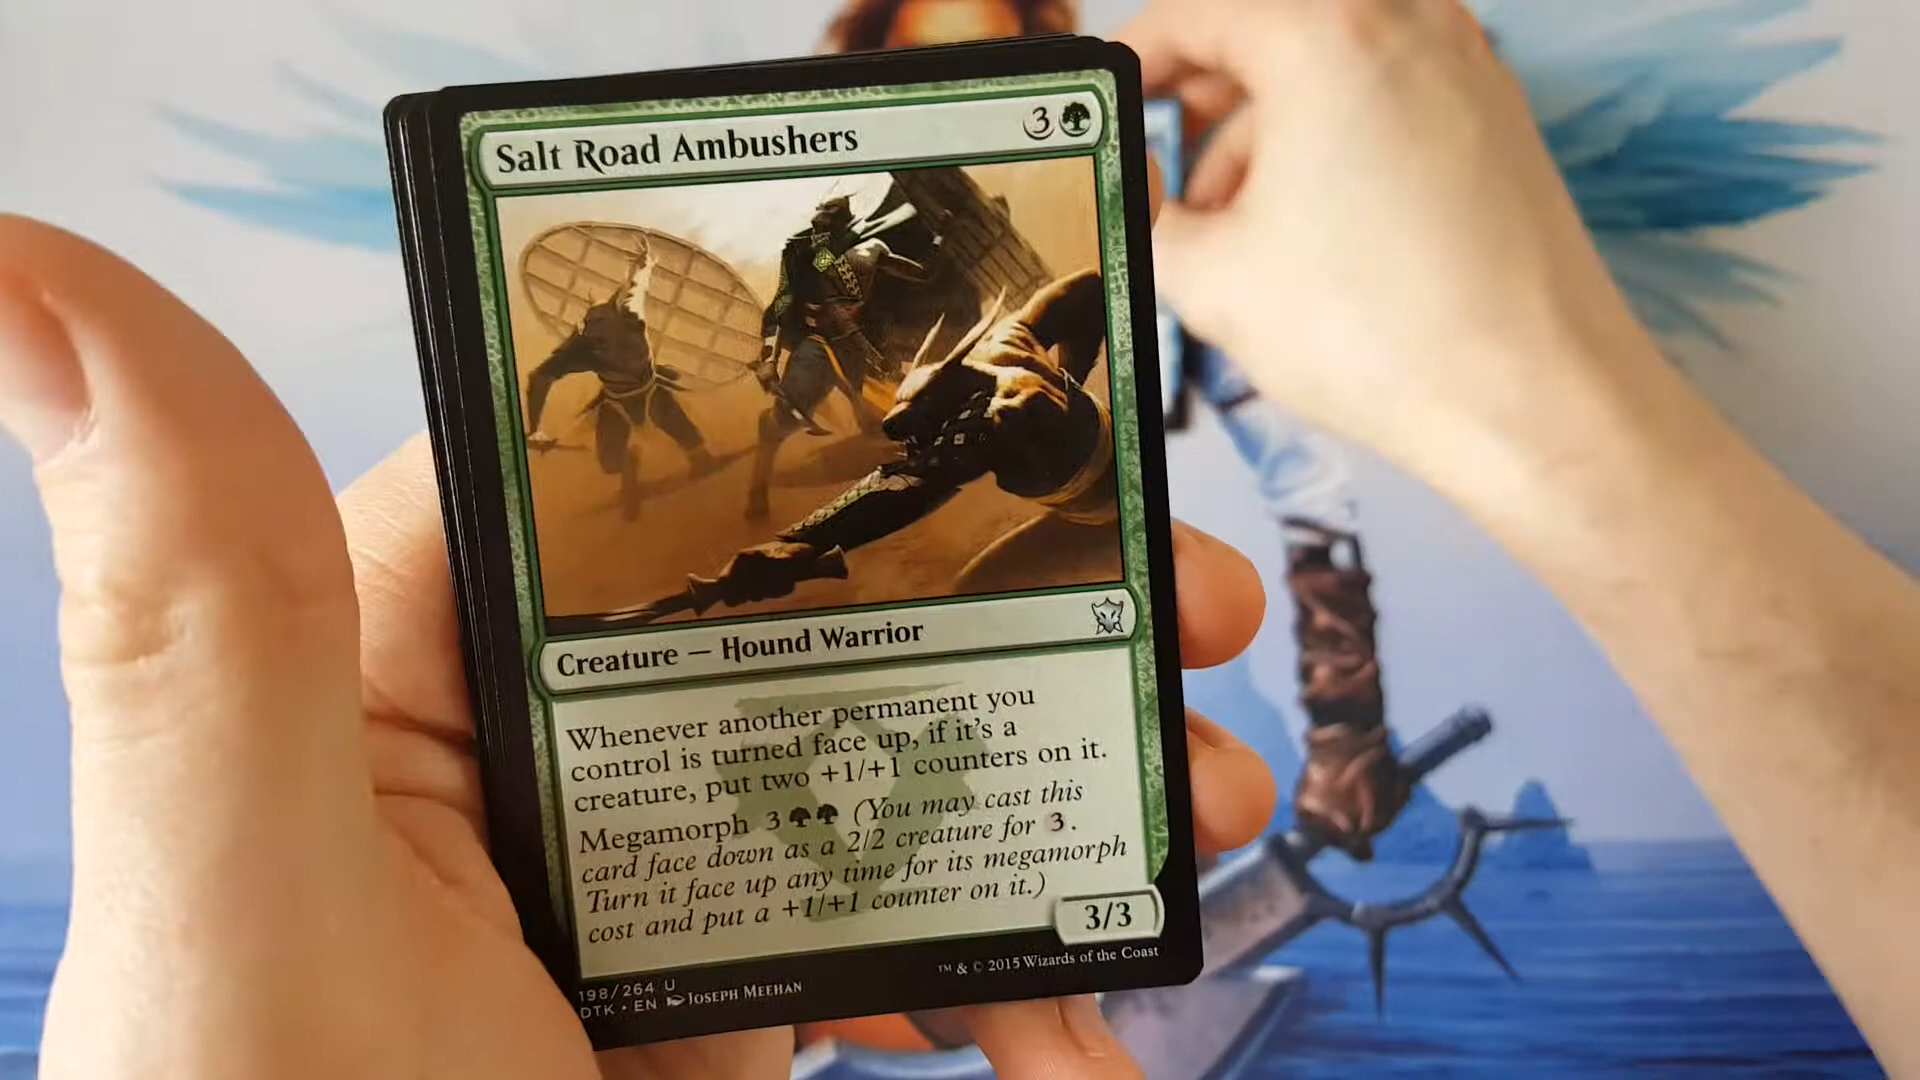 Salt Road Ambushers 3
Creature — Hound Warrior
Whenever another permanent you
control is turned face up, if it's a
creature, put two +1/+1 counters on it.
Megamorph 3 (You may cast this
card face down as a 2/2 creature for 3.
Turn it face up any time for its megamorph
cost and put a +1/+1 counter on it.)
3/3
198/264 U
DTK • EN Joseph Meehan
™ & © 2015 Wizards of the Coast